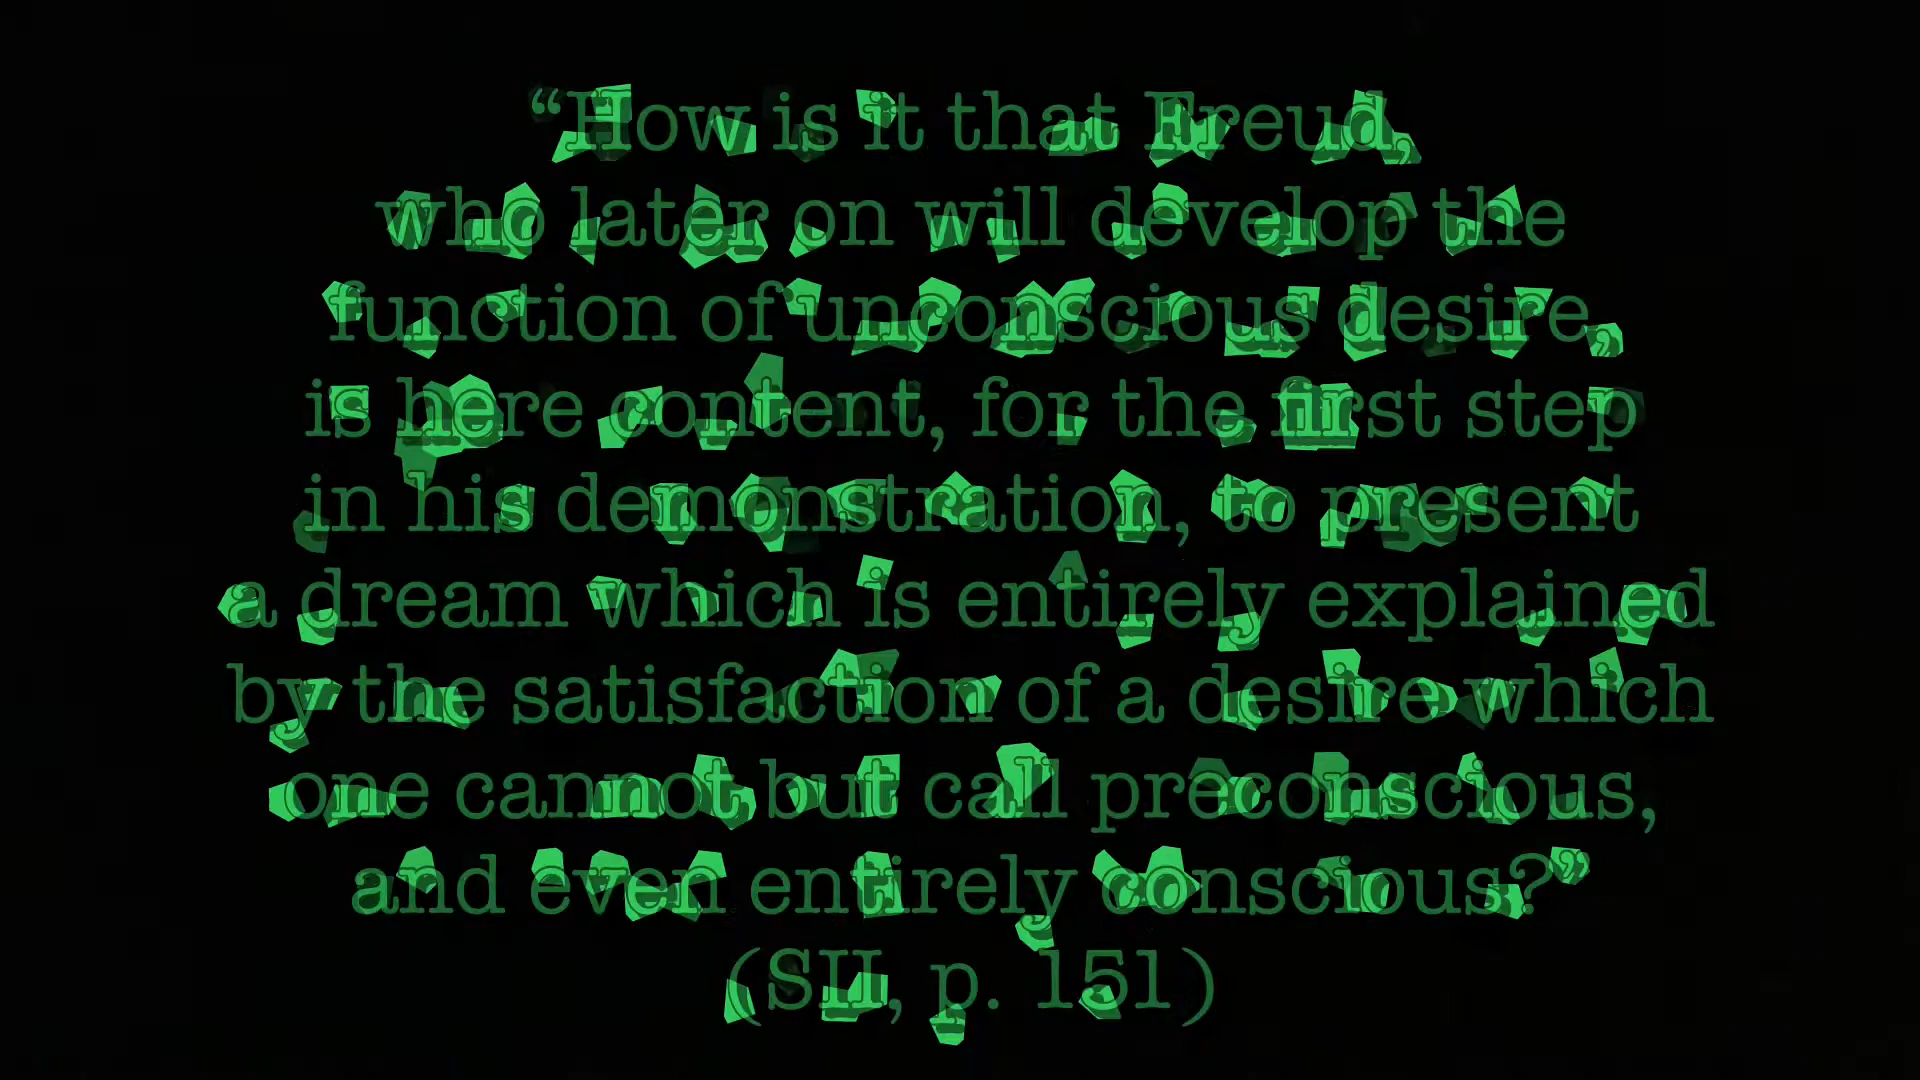 “How is it that Freud,
who later on will develop the
function of unconscious desire,
is here content, for the first step
in his demonstration, to present
a dream which is entirely explained
by the satisfaction of a desire which
one cannot but call preconscious,
and even entirely conscious?”
(SII, p. 151)